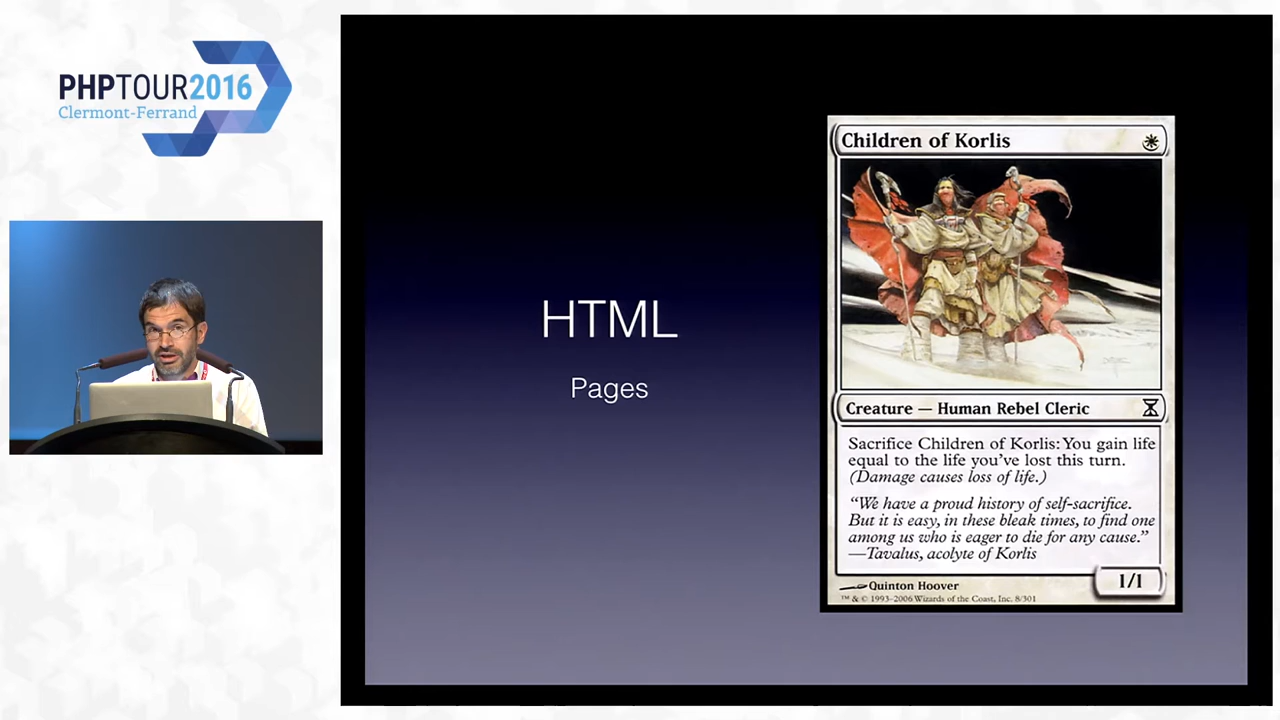 PHPTOUR2016
Clermont-Ferrand
HTML
Pages
Children of Korlis
Creature — Human Rebel Cleric
Sacrifice Children of Korlis: You gain life
equal to the life you've lost this turn.
(Damage causes loss of life.)
“We have a proud history of self-sacrifice.
But it is easy, in these bleak times, to find one
among us who is eager to die for any cause.”
—Tavalus, acolyte of Korlis
1/1
Quinton Hoover
™ & © 1993-2006 Wizards of the Coast, Inc. 8/301